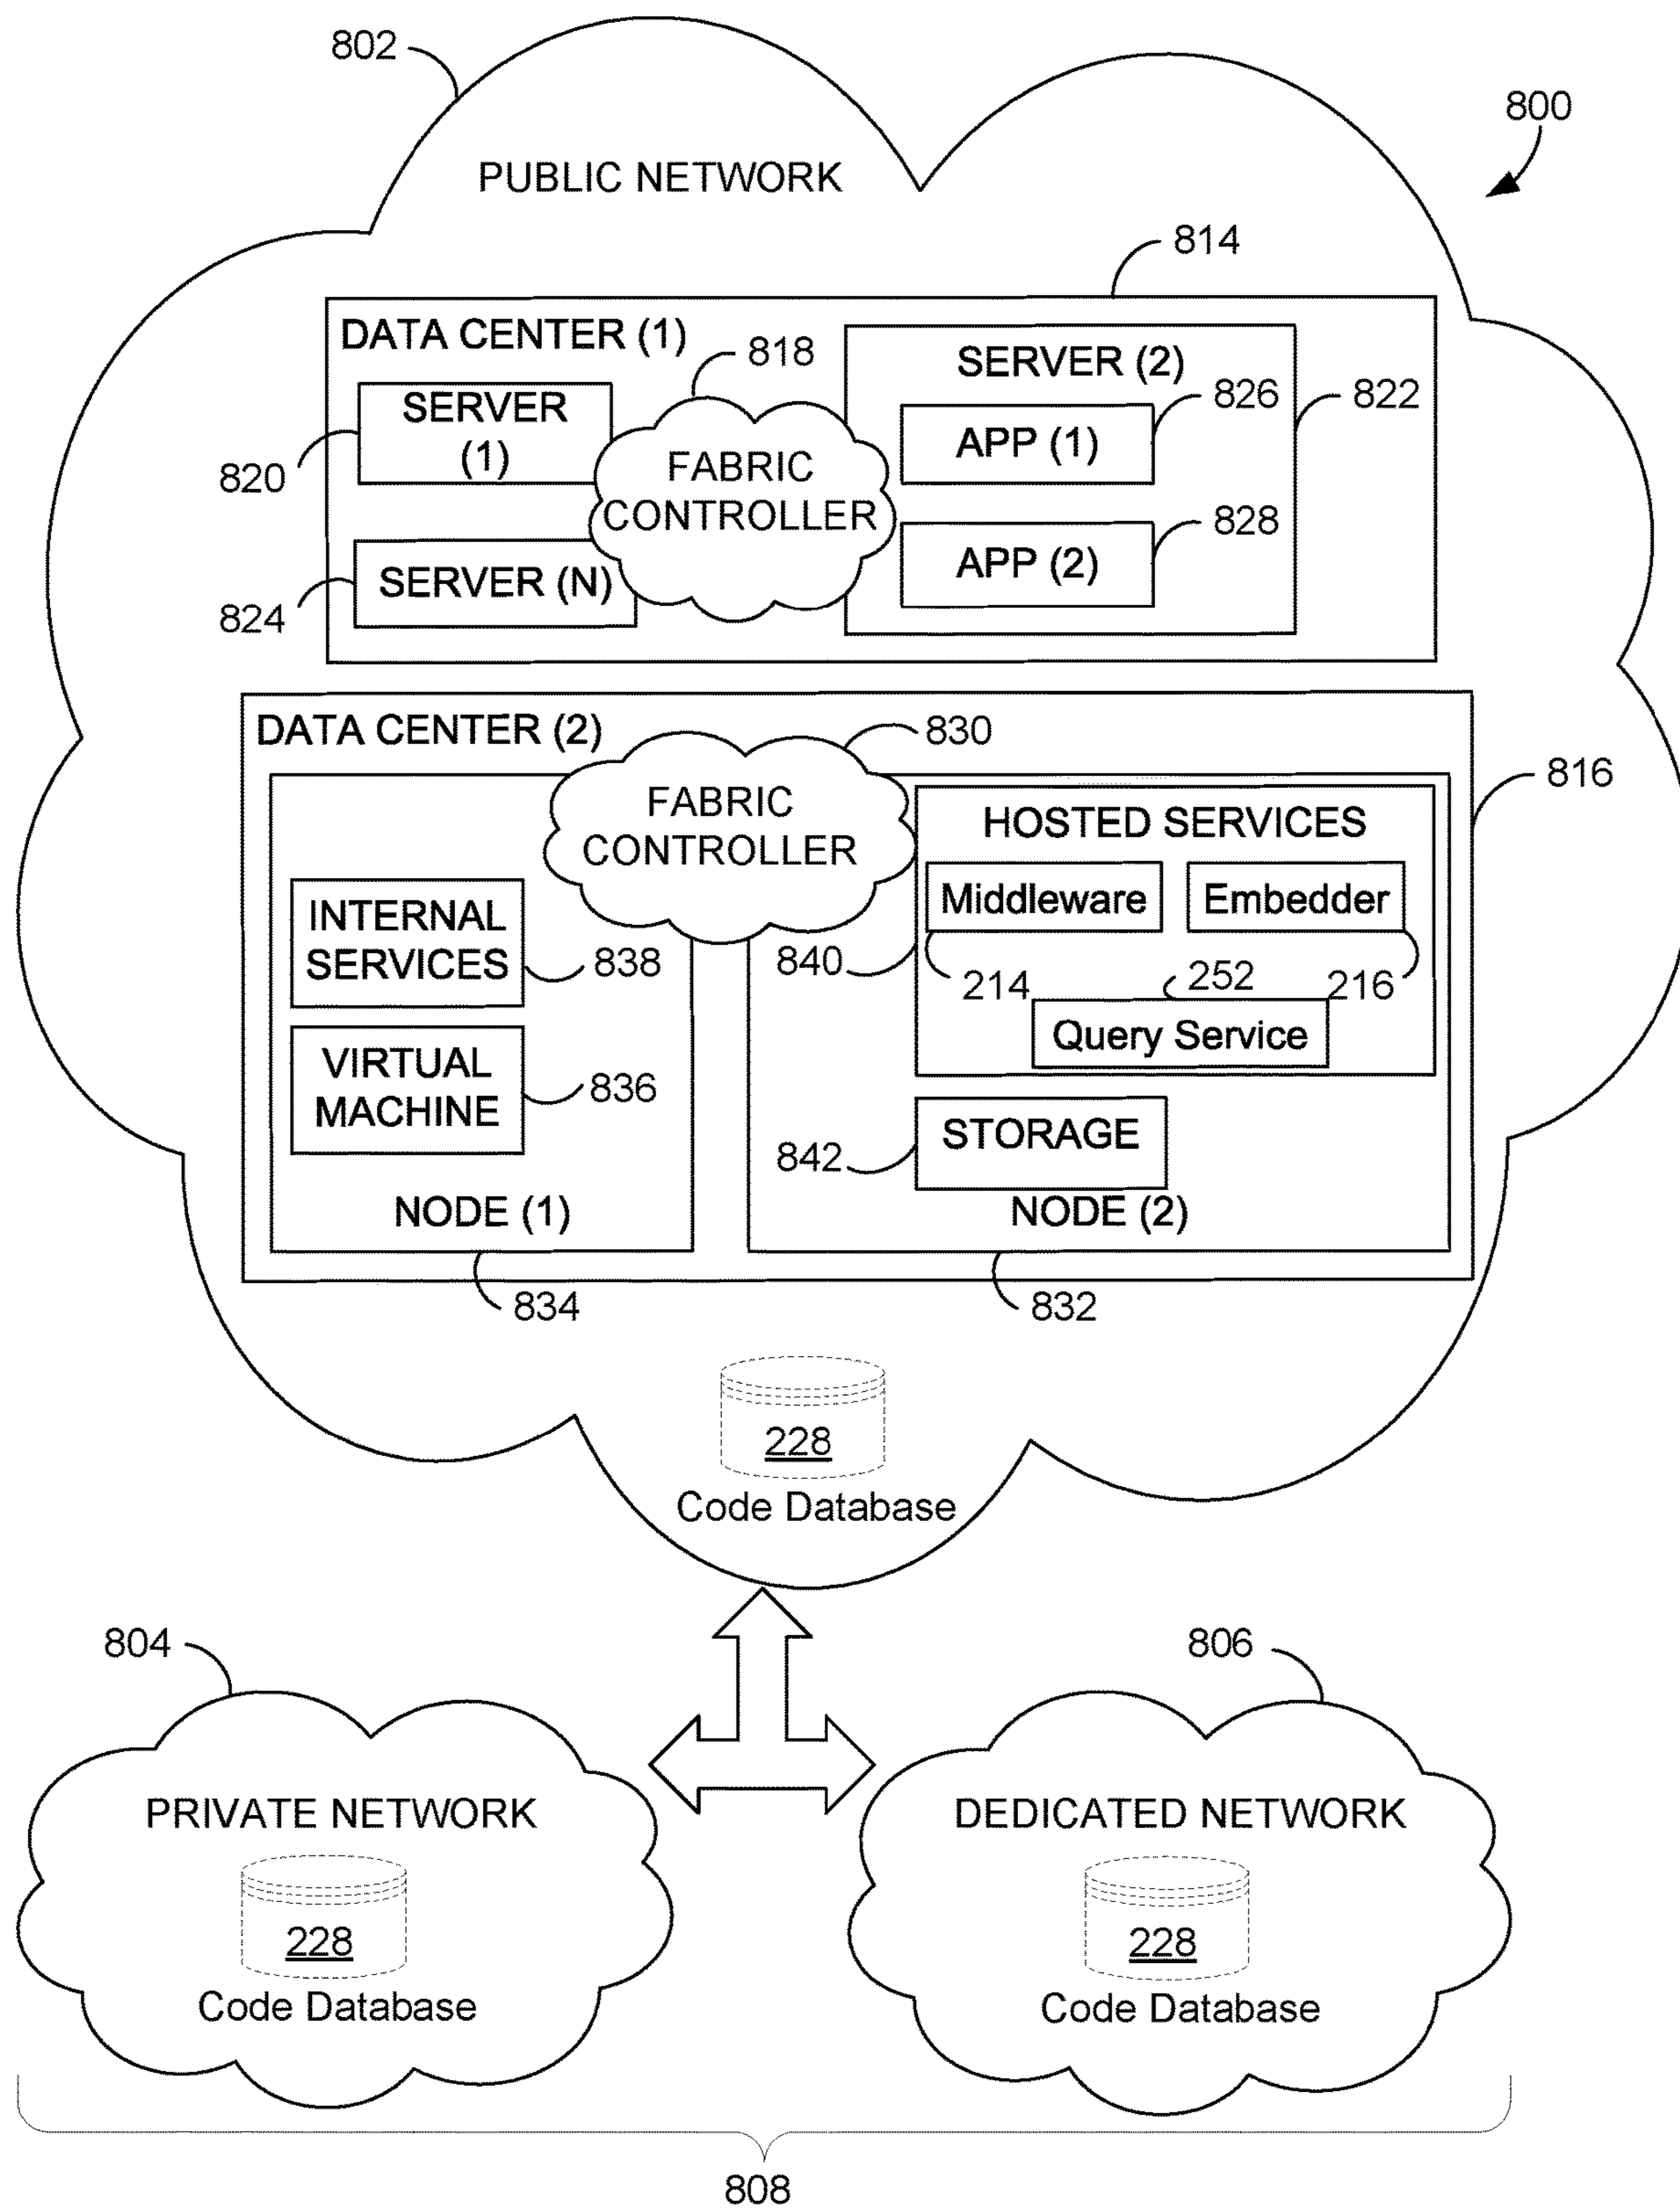 802
800
PUBLIC NETWORK
814
DATA CENTER (1)
818
SERVER (2)
SERVER
(1)
826
822
APP (1)
820
FABRIC
CONTROLLER
828
APP (2)
SERVER (N)
824
DATA CENTER (2)
830
816
FABRIC
CONTROLLER
HOSTED SERVICES
Middleware
Embedder
INTERNAL
SERVICES
838
840
214
252
216
Query Service
VIRTUAL
MACHINE
836
STORAGE
842
NODE (1)
NODE (2)
834
832
228
Code Database
804
806
PRIVATE NETWORK
DEDICATED NETWORK
228
228
Code Database
Code Database
808